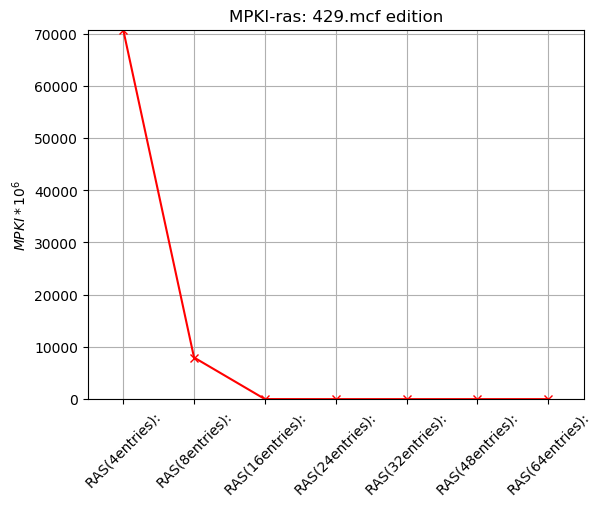 MPKI-ras: 429.mcf edition
MPKI * 10^6
70000
60000
50000
40000
30000
20000
10000
0
RAS(4entries):
RAS(8entries):
RAS(16entries):
RAS(24entries):
RAS(32entries):
RAS(48entries):
RAS(64entries):